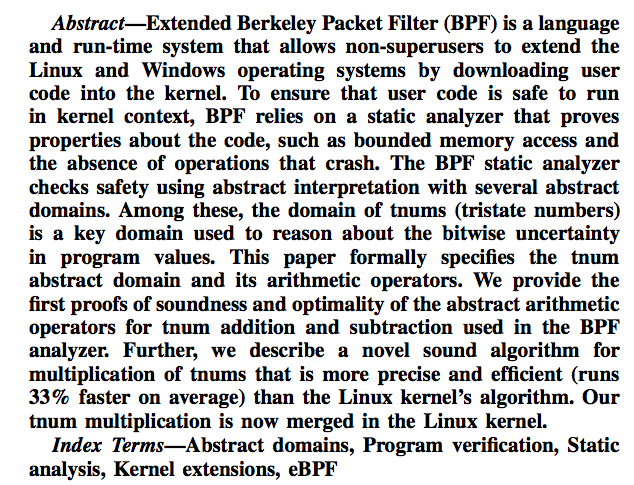 Abstract—Extended Berkeley Packet Filter (BPF) is a language
and run-time system that allows non-superusers to extend the
Linux and Windows operating systems by downloading user
code into the kernel. To ensure that user code is safe to run
in kernel context, BPF relies on a static analyzer that proves
properties about the code, such as bounded memory access and
the absence of operations that crash. The BPF static analyzer
checks safety using abstract interpretation with several abstract
domains. Among these, the domain of tnums (tristate numbers)
is a key domain used to reason about the bitwise uncertainty
in program values. This paper formally specifies the tnum
abstract domain and its arithmetic operators. We provide the
first proofs of soundness and optimality of the abstract arithmetic
operators for tnum addition and subtraction used in the BPF
analyzer. Further, we describe a novel sound algorithm for
multiplication of tnums that is more precise and efficient (runs
33% faster on average) than the Linux kernel's algorithm. Our
tnum multiplication is now merged in the Linux kernel.
Index Terms—Abstract domains, Program verification, Static
analysis, Kernel extensions, eBPF